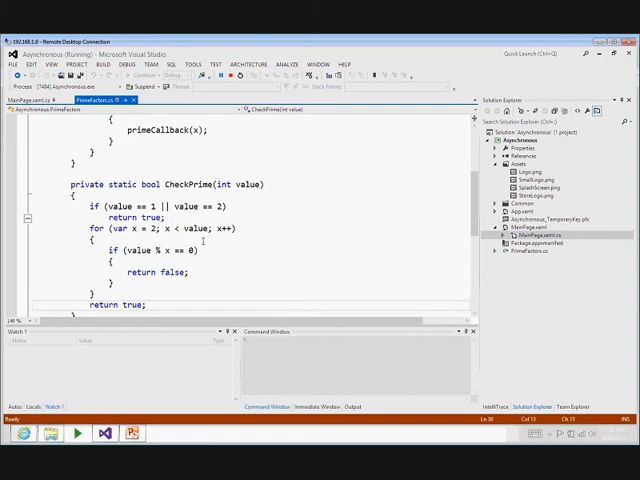 192.168.1.8 - Remote Desktop Connection
Asynchronous (Running) - Microsoft Visual Studio
Quick Launch (Ctrl+Q)
FILE EDIT VIEW PROJECT BUILD DEBUG TEAM SQL TOOLS TEST ARCHITECTURE ANALYZE WINDOW HELP
Continue Debug
Process: [7484] Asynchronous.exe Suspend Thread:
MainPage.xaml.cs PrimeFactors.cs
Asynchronous.PrimeFactors CheckPrime(int value)
{
primeCallback(x);
}
}
}
private static bool CheckPrime(int value)
{
if (value == 1 || value == 2)
return true;
for (var x = 2; x < value; x++)
{
if (value % x == 0)
{
return false;
}
}
return true;
}
146 %
Solution Explorer
Search Solution Explorer (Ctrl+;)
Solution 'Asynchronous' (1 project)
Asynchronous
Properties
References
Assets
Logo.png
SmallLogo.png
SplashScreen.png
StoreLogo.png
Common
App.xaml
Asynchronous_TemporaryKey.pfx
MainPage.xaml
MainPage.xaml.cs
Package.appxmanifest
PrimeFactors.cs
Watch 1
Name Value Type
Command Window
>
Autos Locals Watch 1
Command Window Immediate Window Output
IntelliTrace Solution Explorer Team Explorer
Ready
Ln 30 Col 13 Ch 13 INS